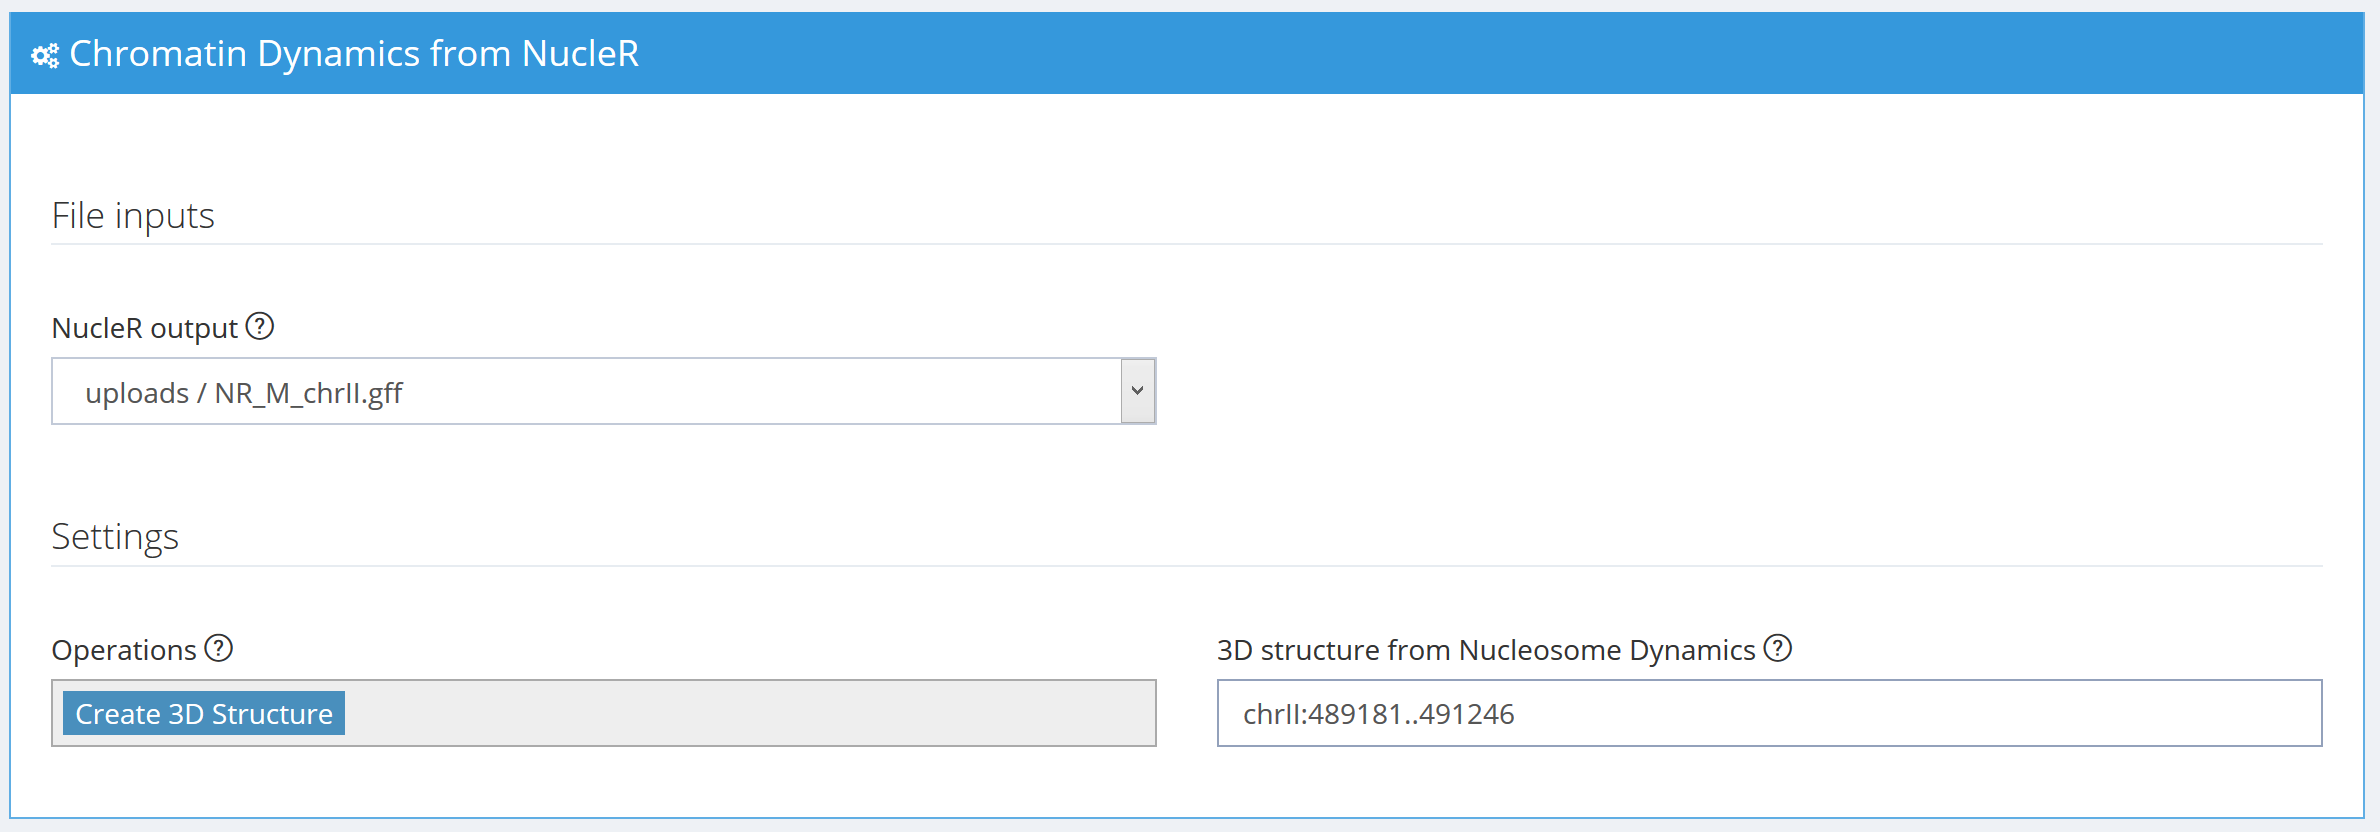 Chromatin Dynamics from NucleR
File inputs
NucleR output
uploads / NR_M_chrII.gff
Settings
Operations
3D structure from Nucleosome Dynamics
Create 3D Structure
chrII:489181..491246